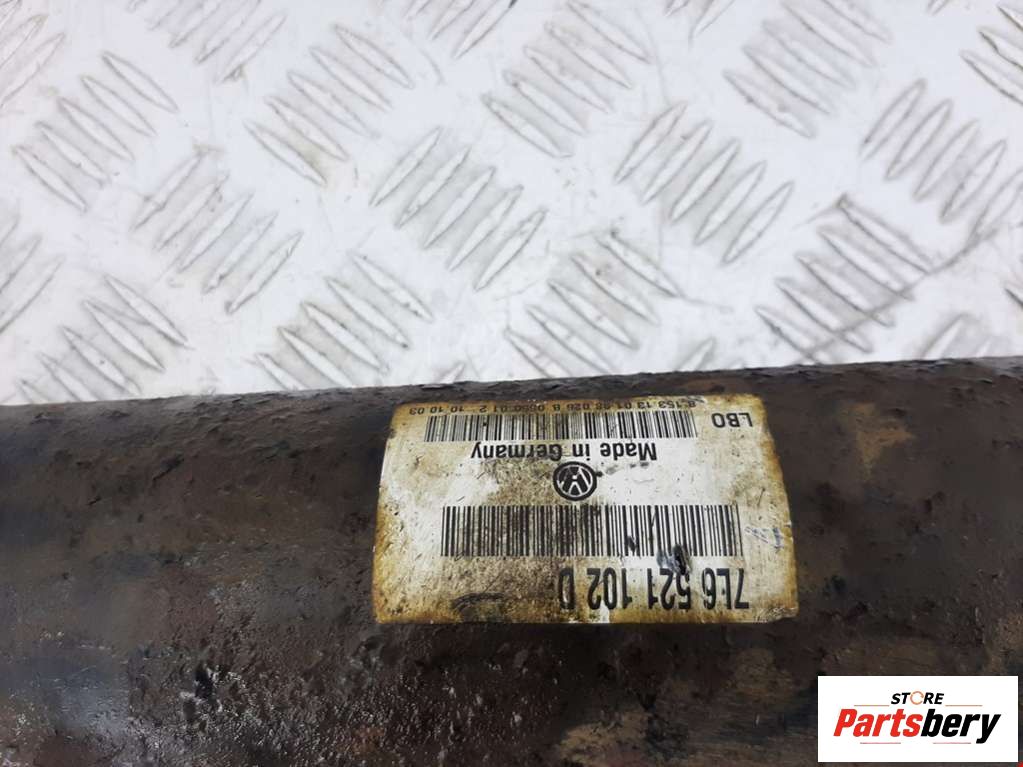 7L6 521 102 D
Made in Germany
LBO
STORE
Partsbery